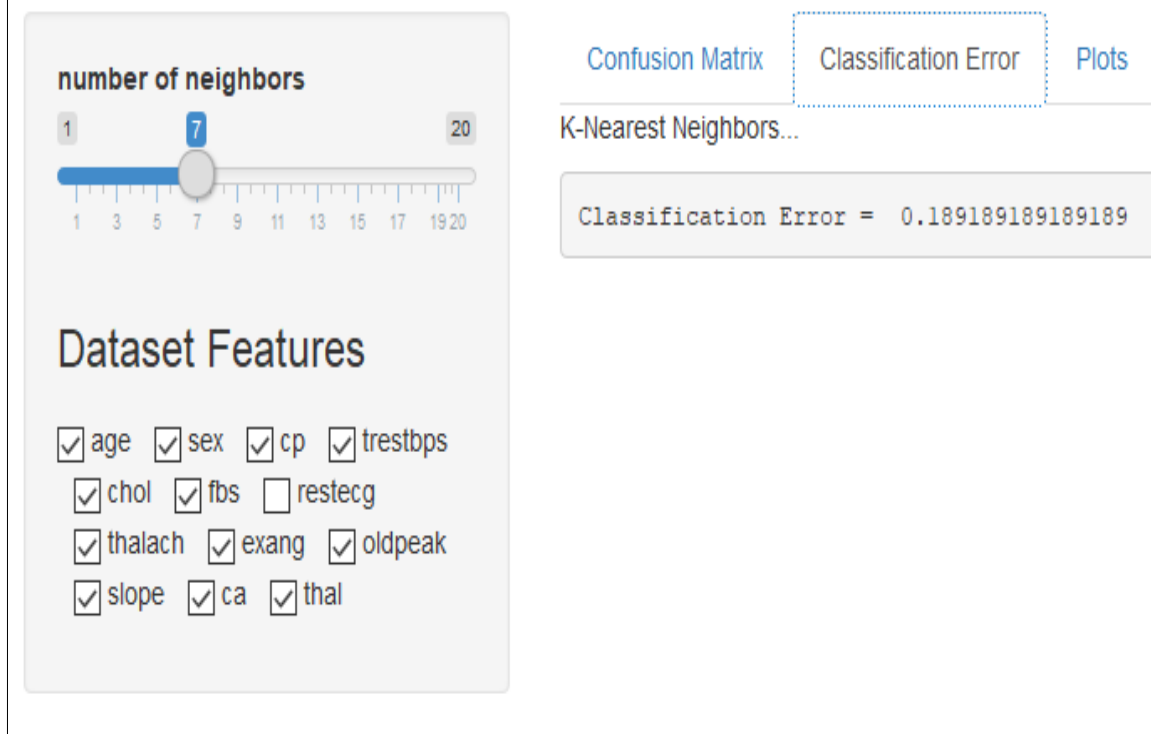 number of neighbors
1 7 20
1 3 5 7 9 11 13 15 17 19 20
Dataset Features
age sex cp trestbps
chol fbs restecg
thalach exang oldpeak
slope ca thal
Confusion Matrix Classification Error Plots
K-Nearest Neighbors...
Classification Error = 0.189189189189189